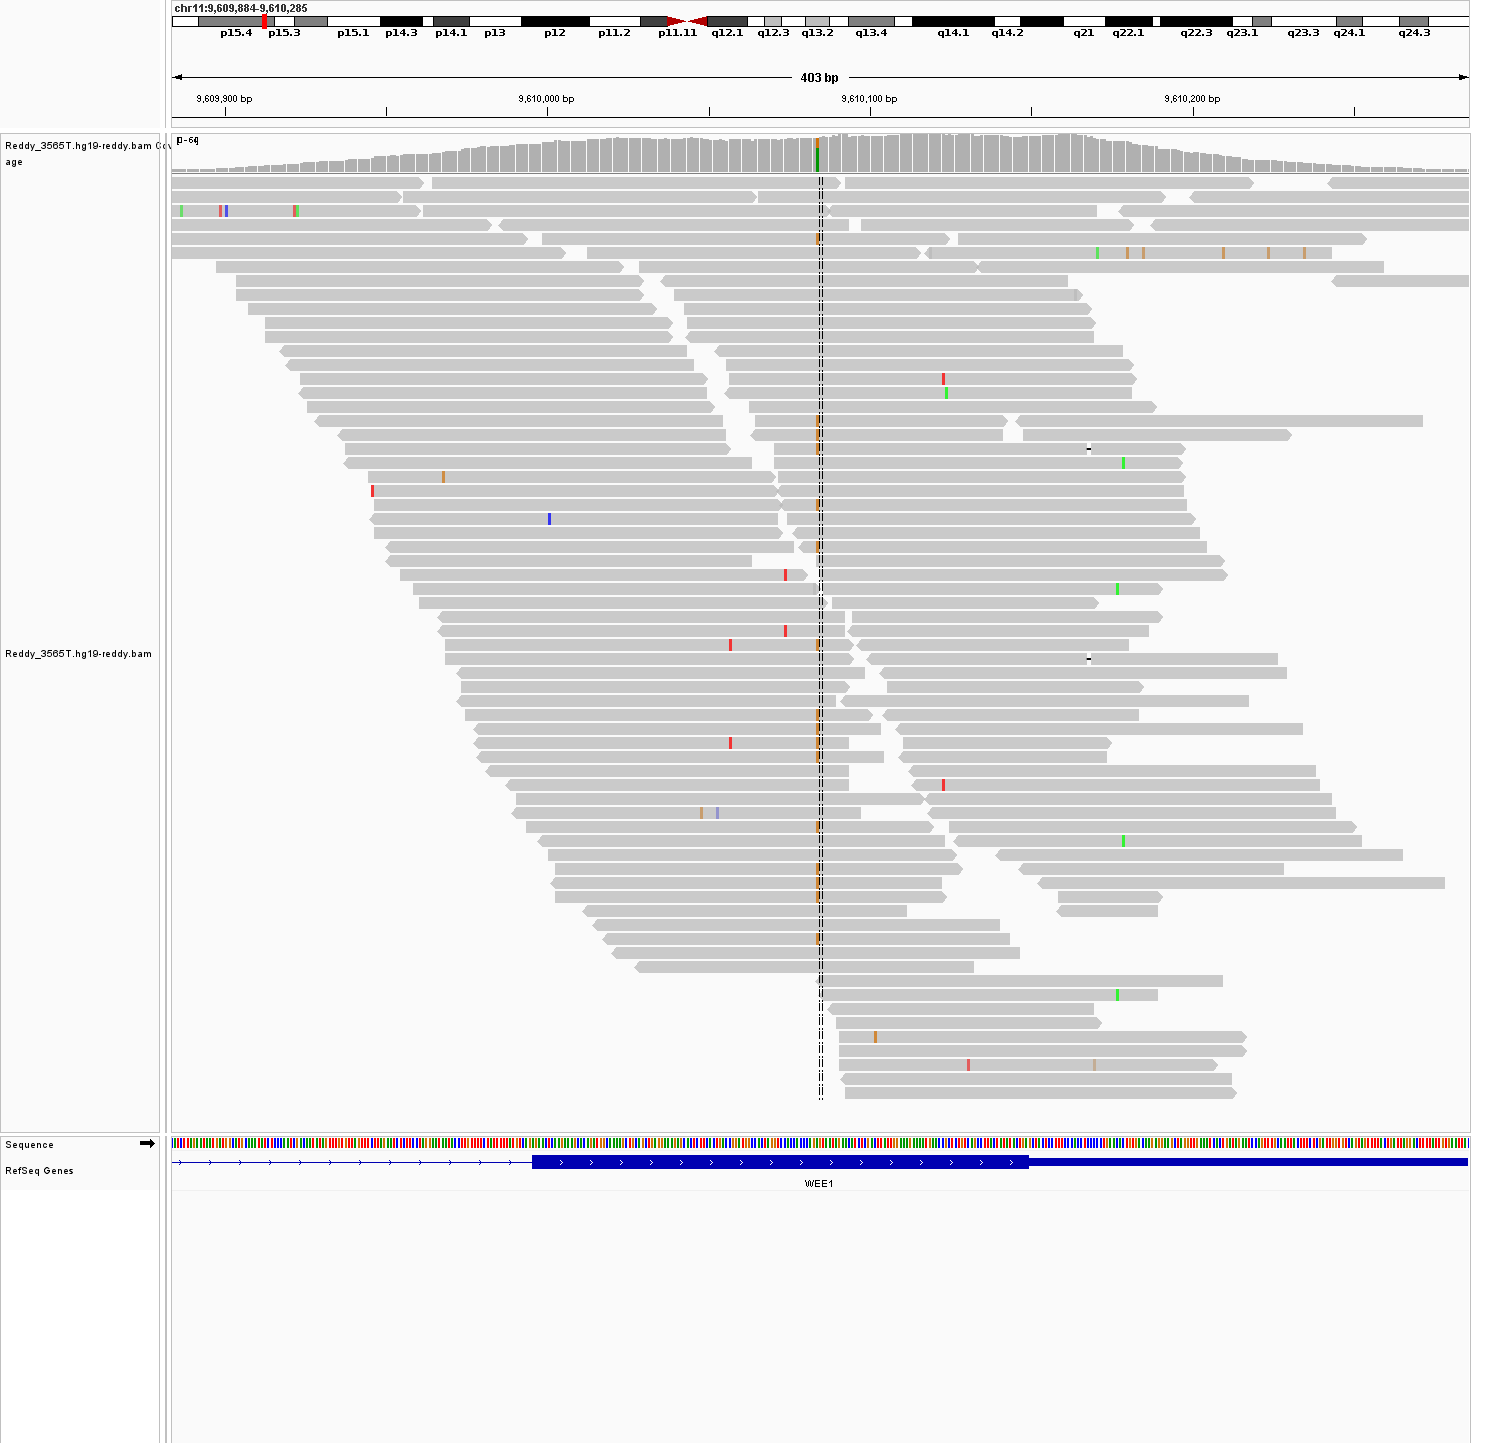 chr11:9,609,884-9,610,285
p15.4 p15.3 p15.1 p14.3 p14.1 p13 p12 p11.2 p11.11 q12.1 q12.3 q13.2 q13.4 q14.1 q14.2 q21 q22.1 q22.3 q23.1 q23.3 q24.1 q24.3
403 bp
9,609,900 bp 9,610,000 bp 9,610,100 bp 9,610,200 bp
Reddy_3565T.hg19-reddy.bam
age
Reddy_3565T.hg19-reddy.bam
Sequence
RefSeq Genes
WEE1